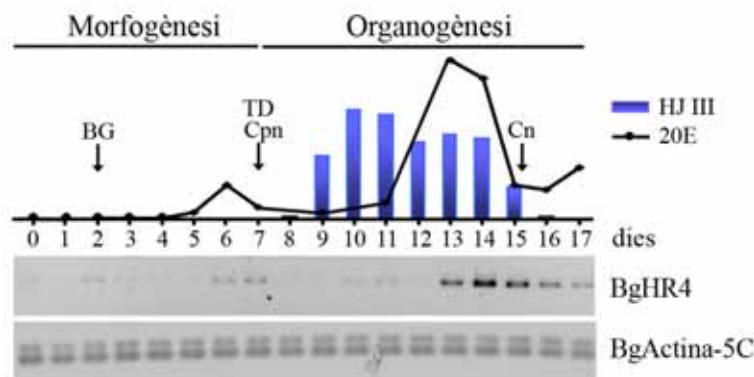 Morfogènesi Organogènesi
BG
TD
Cpn
Cn
HJ III
20E
0 1 2 3 4 5 6 7 8 9 10 11 12 13 14 15 16 17 dies
BgHR4
BgActina-5C